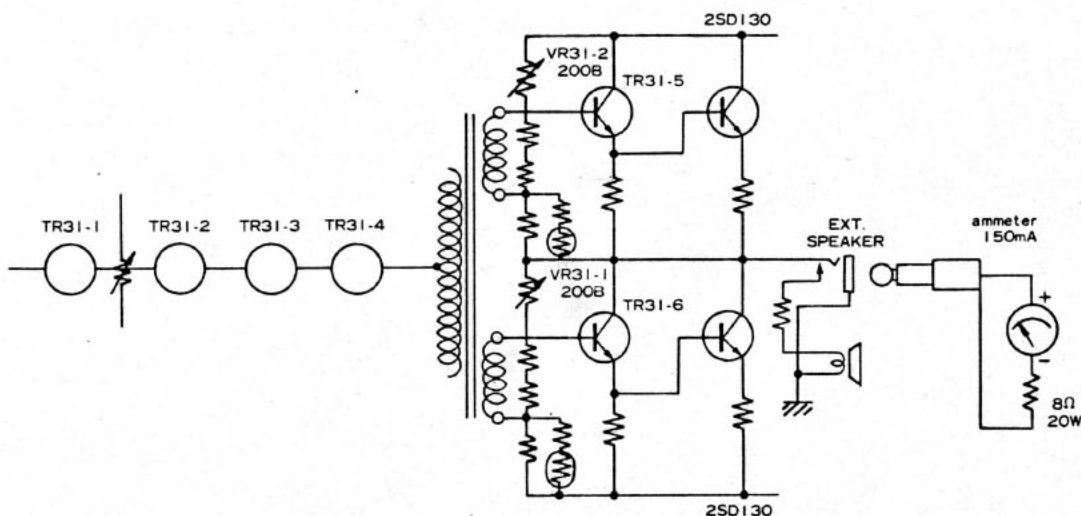 2SD130
VR31-2
200B
TR31-5
TR31-1
TR31-2
TR31-3
TR31-4
EXT.
SPEAKER
ammeter
150mA
VR31-1
200B
TR31-6
+
−
8Ω
20W
2SD130